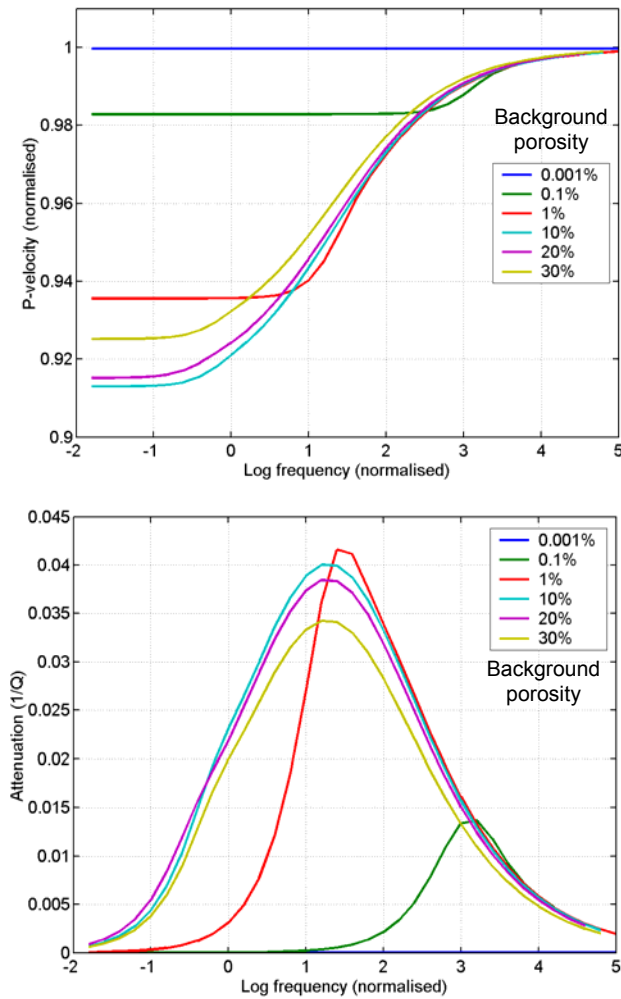 1
0.98
0.96
0.94
0.92
0.9
P-velocity (normalised)
-2 -1 0 1 2 3 4 5
Log frequency (normalised)
Background
porosity
0.001%
0.1%
1%
10%
20%
30%
0.045
0.04
0.035
0.03
0.025
0.02
0.015
0.01
0.005
0
Attenuation (1/Q)
-2 -1 0 1 2 3 4 5
Log frequency (normalised)
0.001%
0.1%
1%
10%
20%
30%
Background
porosity